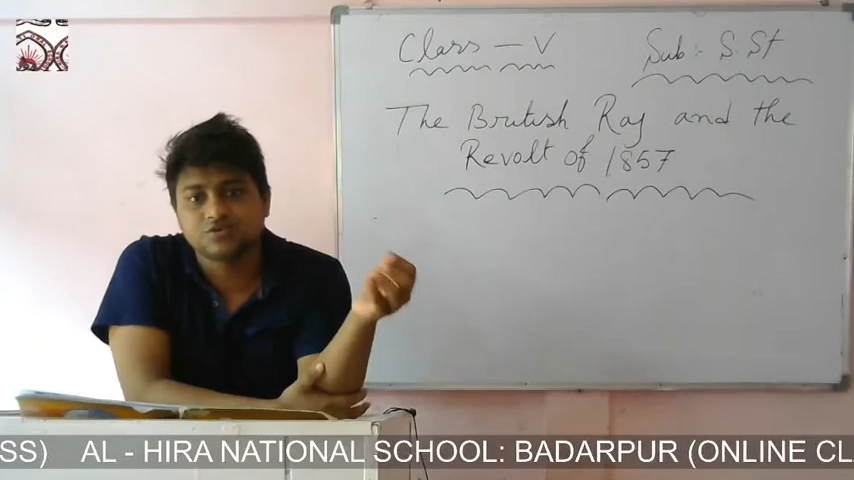 Class - V
Sub:- S.St
The British Raj and the
Revolt of 1857
SS)   AL - HIRA NATIONAL SCHOOL: BADARPUR (ONLINE CL